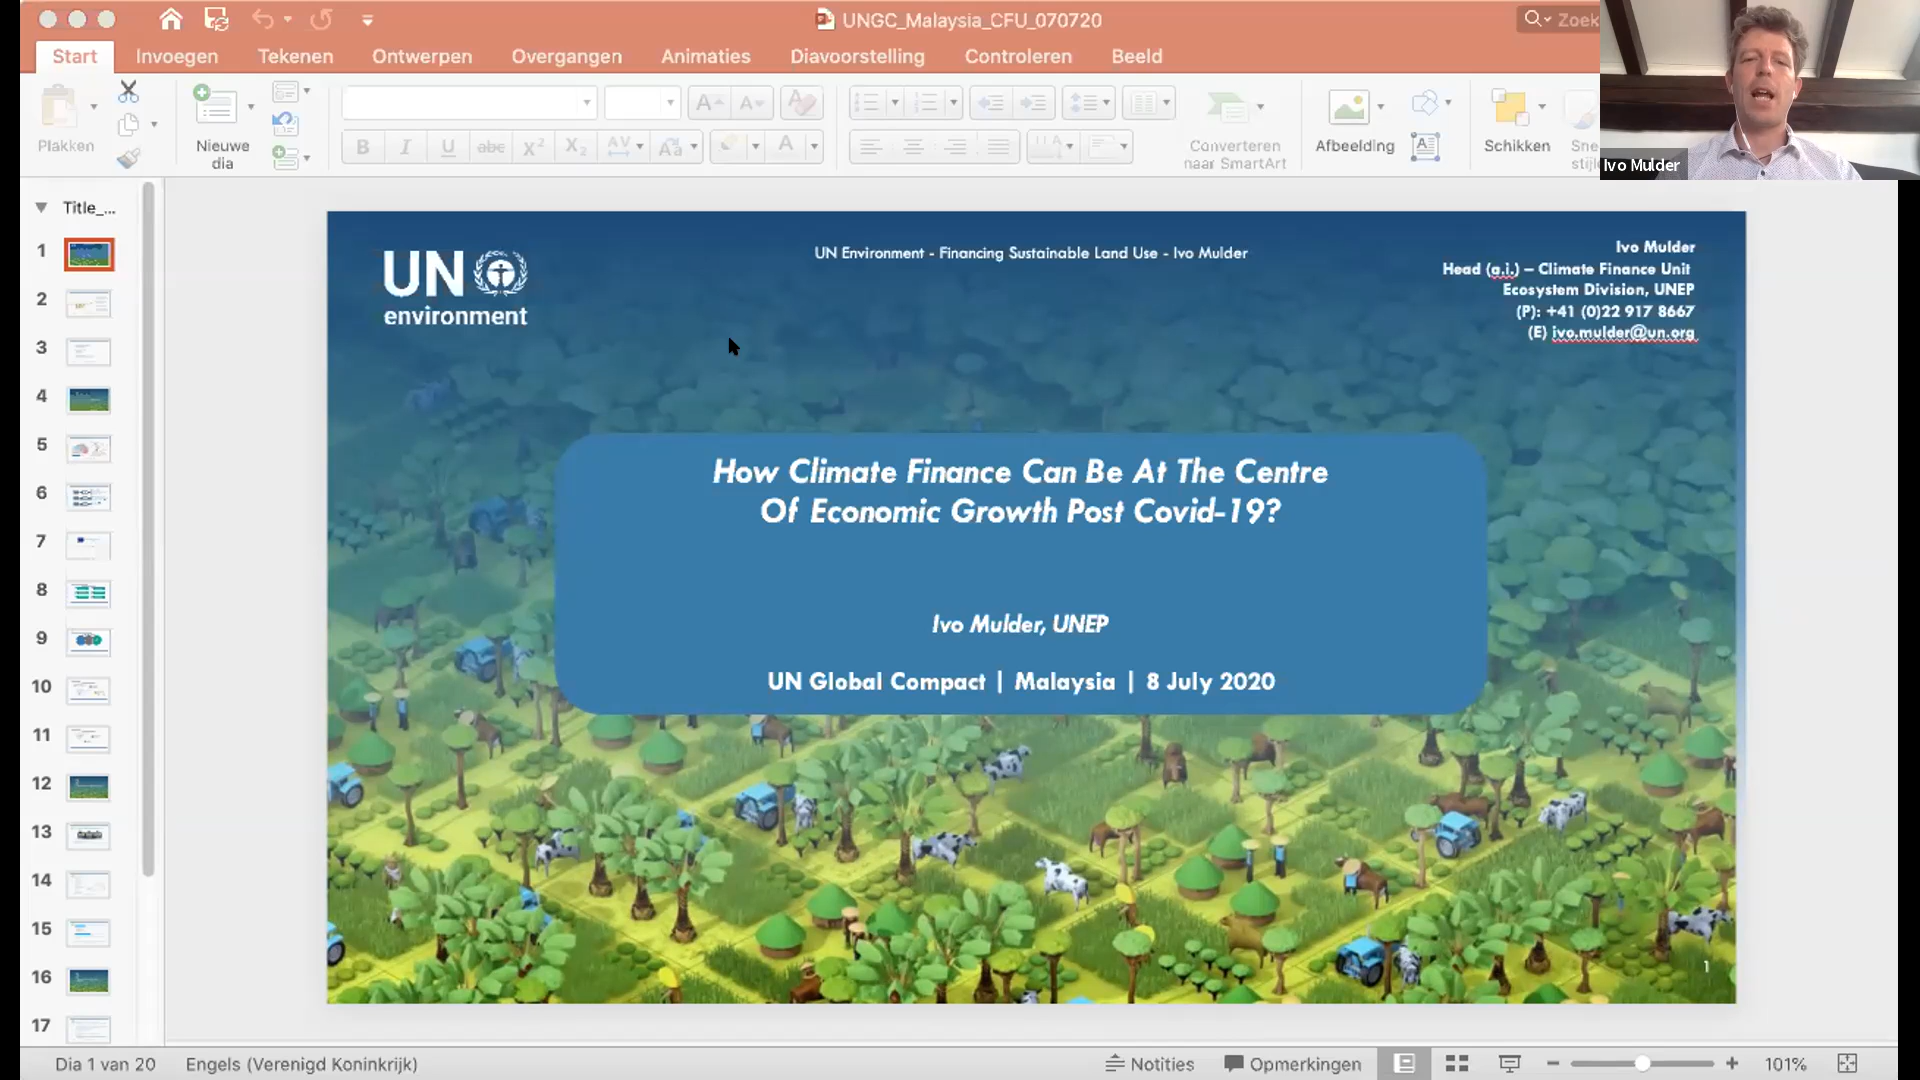 UNGC_Malaysia_CFU_070720
Zoek
Start Invoegen Tekenen Ontwerpen Overgangen Animaties Diavoorstelling Controleren Beeld
Plakken
Nieuwe
dia
Converteren
naar SmartArt
Afbeelding
Schikken
Sne
stijl
Ivo Mulder
Title_...
1
2
3
4
5
6
7
8
9
10
11
12
13
14
15
16
17
UN
environment
UN Environment - Financing Sustainable Land Use - Ivo Mulder
Ivo Mulder
Head (a.i.) – Climate Finance Unit
Ecosystem Division, UNEP
(P): +41 (0)22 917 8667
(E) ivo.mulder@un.org
How Climate Finance Can Be At The Centre
Of Economic Growth Post Covid-19?
Ivo Mulder, UNEP
UN Global Compact | Malaysia | 8 July 2020
1
Dia 1 van 20 Engels (Verenigd Koninkrijk) Notities Opmerkingen 101%